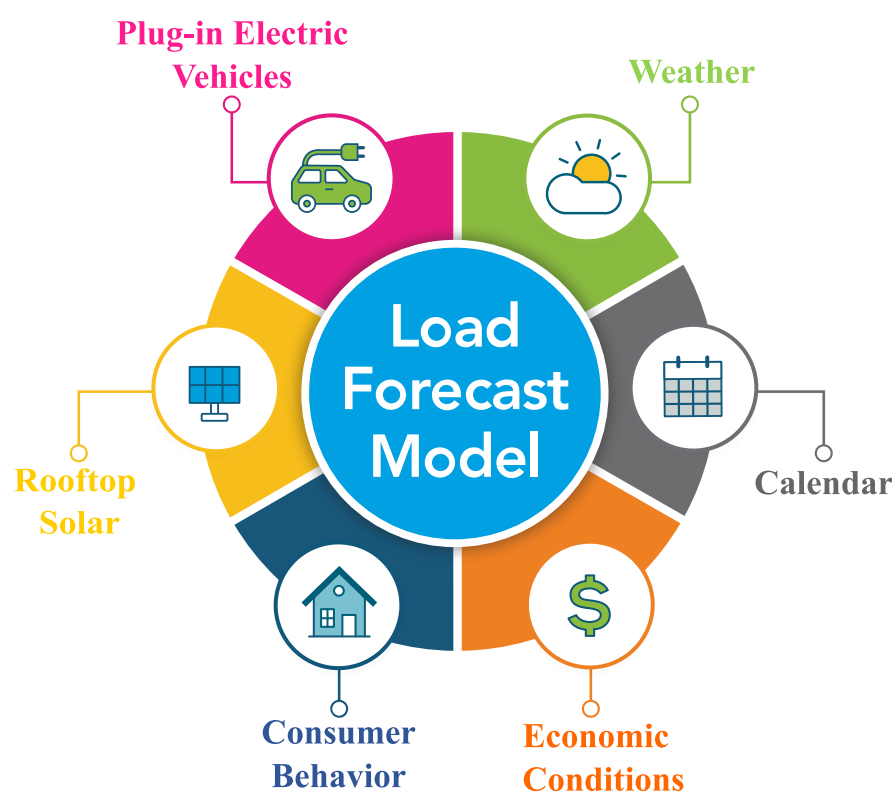 Plug-in Electric
Vehicles
Weather
Load
Forecast
Model
Rooftop
Solar
Calendar
Consumer
Behavior
Economic
Conditions